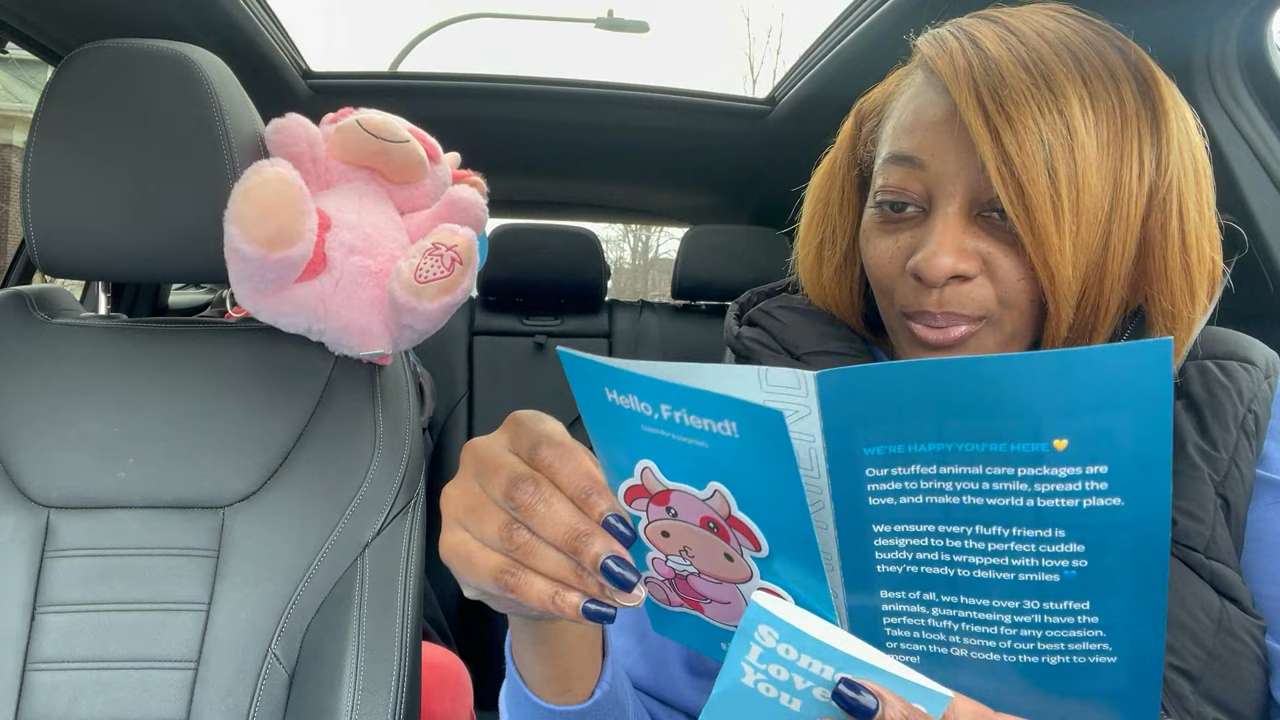 Hello, Friend!
WE'RE HAPPY YOU'RE HERE 💛
Our stuffed animal care packages are
made to bring you a smile, spread the
love, and make the world a better place.
We ensure every fluffy friend is
designed to be the perfect cuddle
buddy and is wrapped with love so
they're ready to deliver smiles 💙
Best of all, we have over 30 stuffed
animals, guaranteeing we'll have the
perfect fluffy friend for any occasion.
Take a look at some of our best sellers,
or scan the QR code to the right to view
more!
Some
Love
You